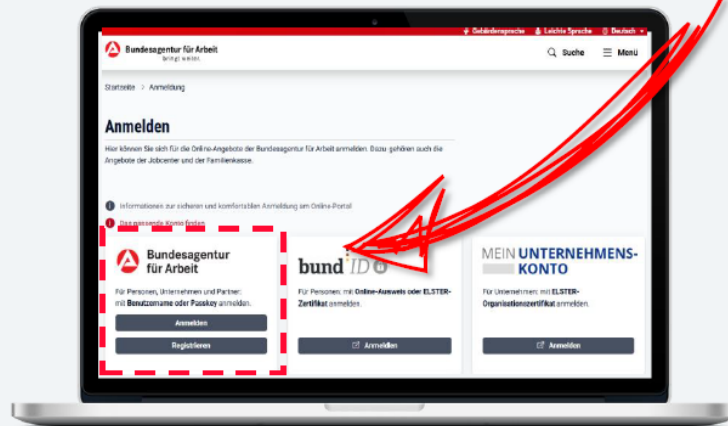 Gebärdensprache Leichte Sprache Deutsch
Bundesagentur für Arbeit
bringt weiter.
Suche Menü
Startseite > Anmeldung
Anmelden
Hier können Sie sich für die Online-Angebote der Bundesagentur für Arbeit anmelden. Dazu gehören auch die
Angebote der Jobcenter und der Familienkasse.
Informationen zur sicheren und komfortablen Anmeldung am Online-Portal
Das passende Konto finden
Bundesagentur
für Arbeit
Für Personen, Unternehmen und Partner:
mit Benutzername oder Passkey anmelden.
Anmelden
Registrieren
bundID
Für Personen: mit Online-Ausweis oder ELSTER-
Zertifikat anmelden.
Anmelden
MEIN UNTERNEHMENS-
KONTO
Für Unternehmen: mit ELSTER-
Organisationszertifikat anmelden.
Anmelden